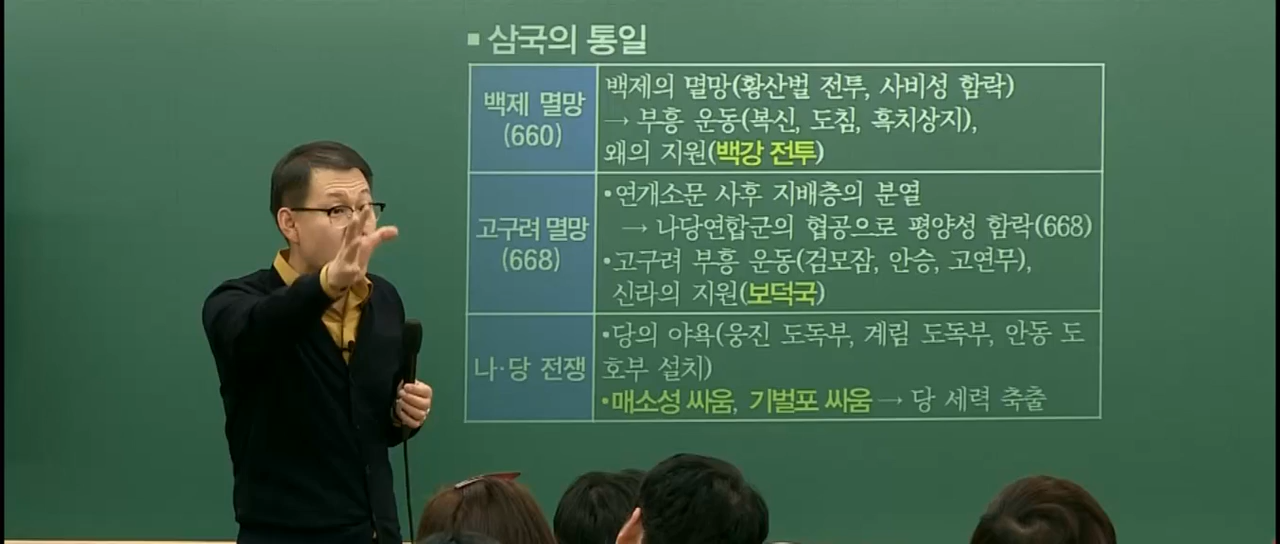 ▪ 삼국의 통일
백제 멸망
(660)
백제의 멸망(황산벌 전투, 사비성 함락)
→ 부흥 운동(복신, 도침, 흑치상지),
왜의 지원(백강 전투)
고구려 멸망
(668)
•연개소문 사후 지배층의 분열
→ 나당연합군의 협공으로 평양성 함락(668)
•고구려 부흥 운동(검모잠, 안승, 고연무),
신라의 지원(보덕국)
나·당 전쟁
•당의 야욕(웅진 도독부, 계림 도독부, 안동 도
호부 설치)
•매소성 싸움, 기벌포 싸움 → 당 세력 축출